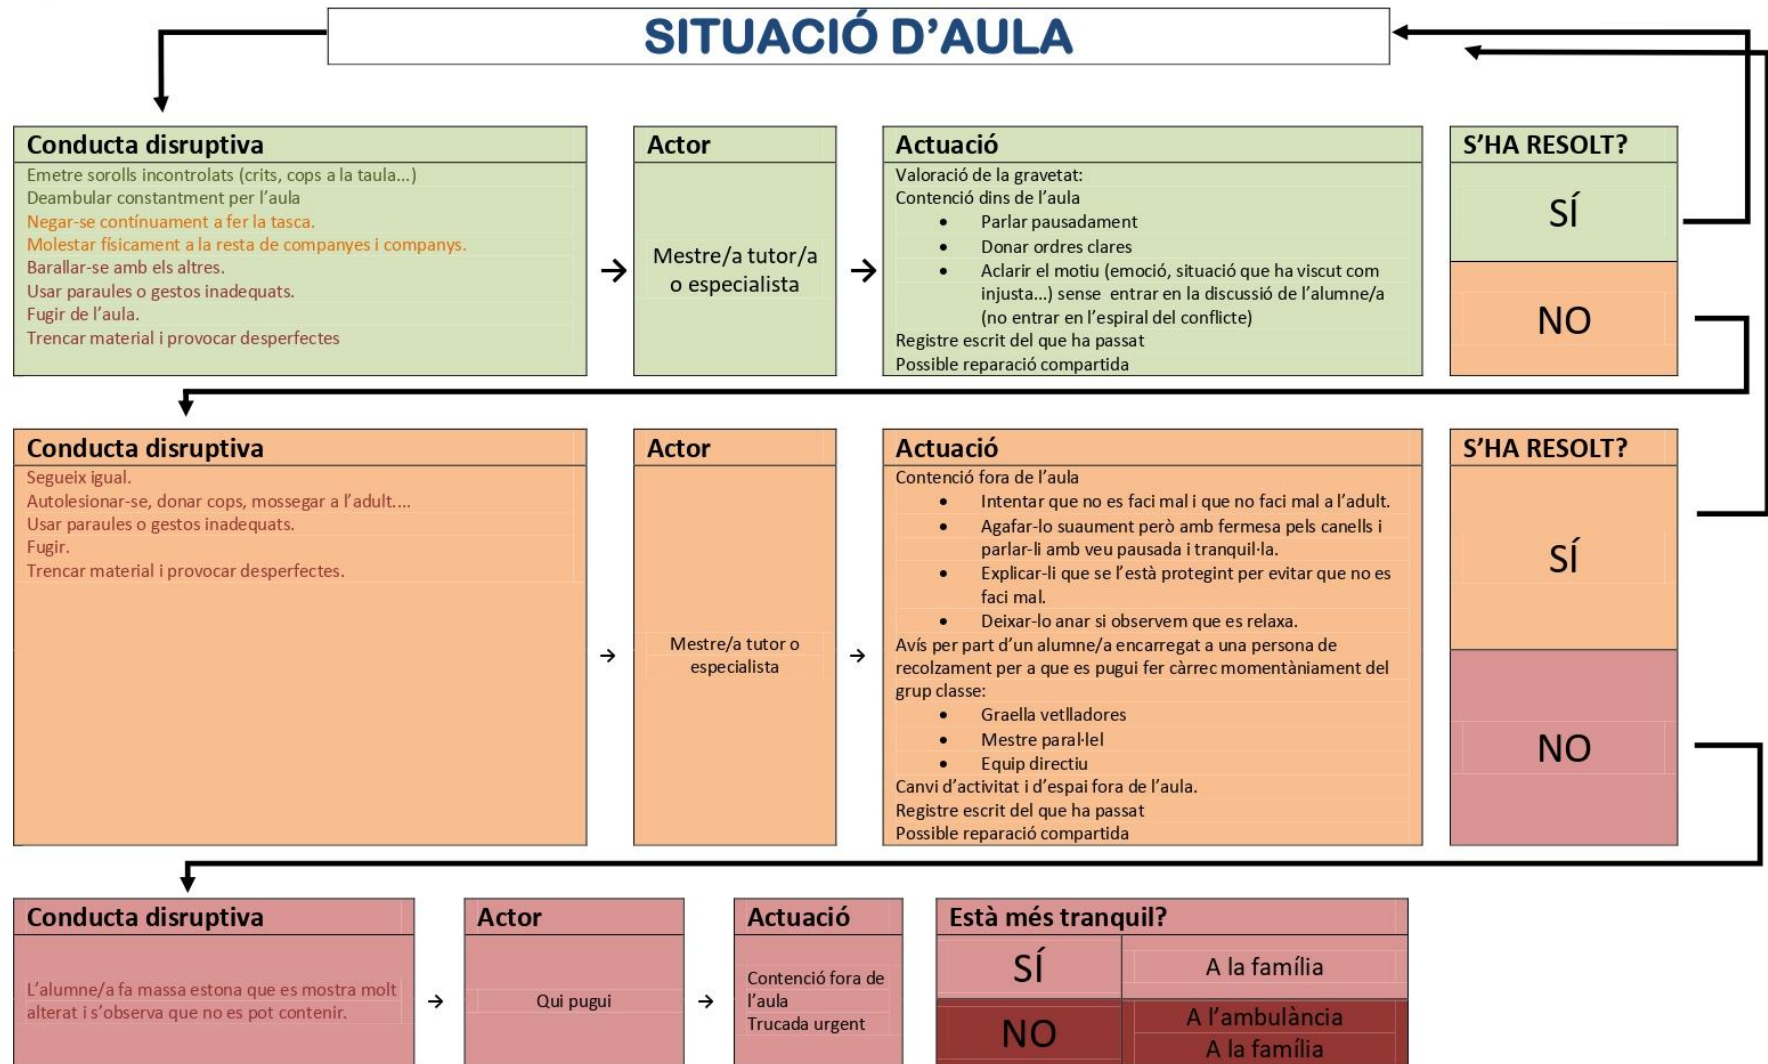 SITUACIÓ D'AULA
Conducta disruptiva
Emetre sorolls incontrolats (crits, cops a la taula...)
Deambular constantment per l'aula
Negar-se contínuament a fer la tasca.
Molestar físicament a la resta de companyes i companys.
Barallar-se amb els altres.
Usar paraules o gestos inadequats.
Fugir de l'aula.
Trencar material i provocar desperfectes
Actor
Mestre/a tutor/a
o especialista
Actuació
Valoració de la gravetat:
Contenció dins de l'aula
• Parlar pausadament
• Donar ordres clares
• Aclarir el motiu (emoció, situació que ha viscut com
injusta...) sense entrar en la discussió de l'alumne/a
(no entrar en l'espiral del conflicte)
Registre escrit del que ha passat
Possible reparació compartida
S'HA RESOLT?
SÍ
NO
Conducta disruptiva
Segueix igual.
Autolesionar-se, donar cops, mossegar a l'adult....
Usar paraules o gestos inadequats.
Fugir.
Trencar material i provocar desperfectes.
Actor
Mestre/a tutor o
especialista
Actuació
Contenció fora de l'aula
• Intentar que no es faci mal i que no faci mal a l'adult.
• Agafar-lo suaument però amb fermesa pels canells i
parlar-li amb veu pausada i tranquil·la.
• Explicar-li que se l'està protegint per evitar que no es
faci mal.
• Deixar-lo anar si observem que es relaxa.
Avís per part d'un alumne/a encarregat a una persona de
recolzament per a que es pugui fer càrrec momentàniament del
grup classe:
• Graella vetlladores
• Mestre paral·lel
• Equip directiu
Canvi d'activitat i d'espai fora de l'aula.
Registre escrit del que ha passat
Possible reparació compartida
S'HA RESOLT?
SÍ
NO
Conducta disruptiva
L'alumne/a fa massa estona que es mostra molt
alterat i s'observa que no es pot contenir.
Actor
Qui pugui
Actuació
Contenció fora de
l'aula
Trucada urgent
Està més tranquil?
SÍ
A la família
NO
A l'ambulància
A la família